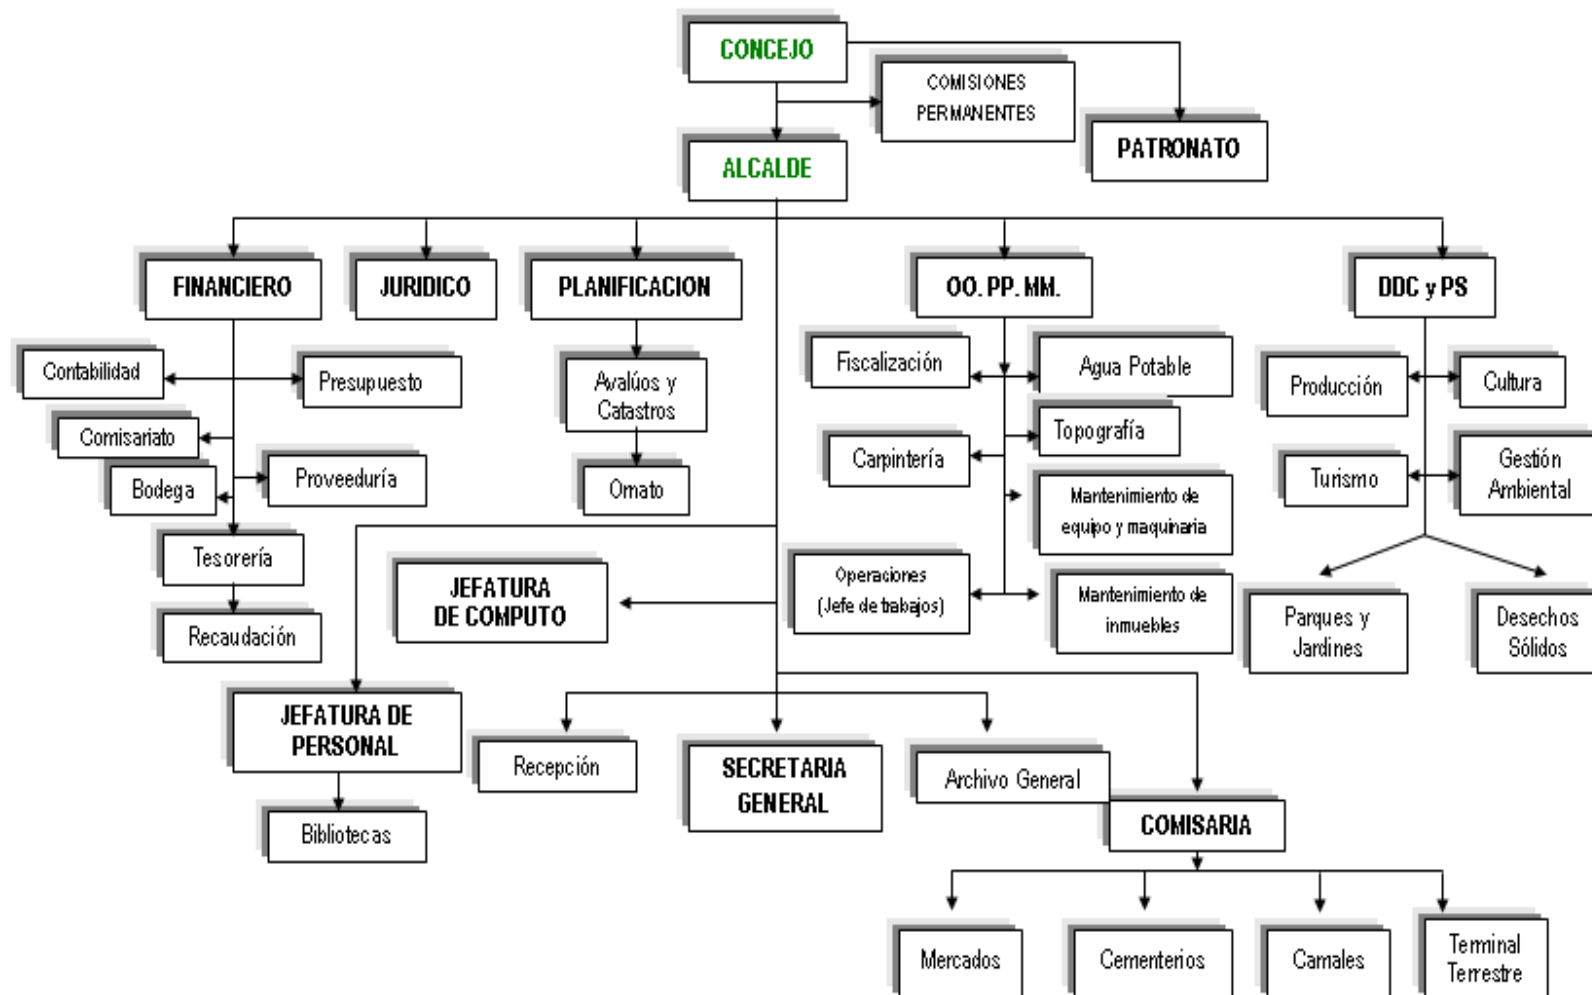 CONCEJO
COMISIONES
PERMANENTES
PATRONATO
ALCALDE
FINANCIERO
JURIDICO
PLANIFICACION
OO. PP. MM.
DDC y PS
Contabilidad
Presupuesto
Comisariato
Bodega
Proveeduría
Tesorería
Recaudación
Avalúos y
Catastros
Ornato
Fiscalización
Agua Potable
Topografía
Carpintería
Mantenimiento de
equipo y maquinaria
Operaciones
(Jefe de trabajos)
Mantenimiento de
inmuebles
Producción
Cultura
Turismo
Gestión
Ambiental
Parques y
Jardines
Desechos
Sólidos
JEFATURA
DE COMPUTO
JEFATURA DE
PERSONAL
Bibliotecas
Recepción
SECRETARIA
GENERAL
Archivo General
COMISARIA
Mercados
Cementerios
Camales
Terminal
Terrestre